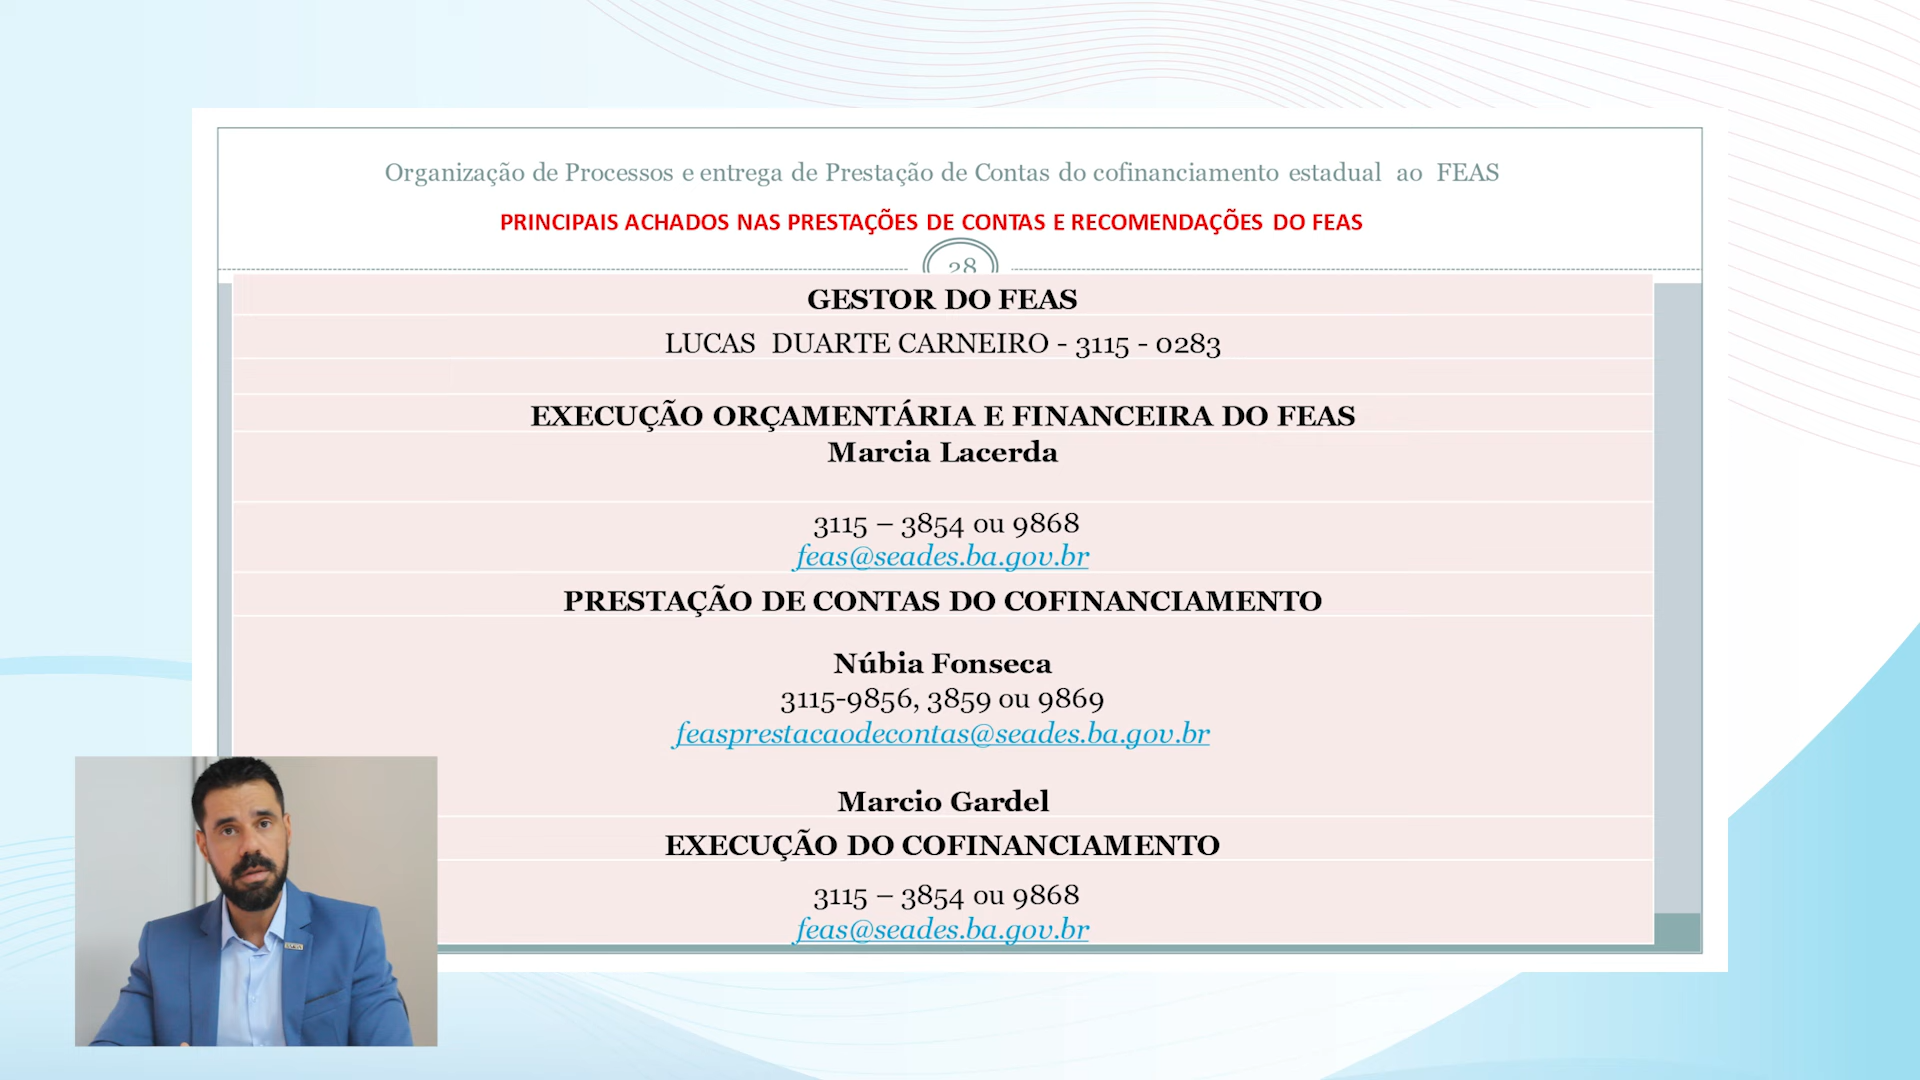 Organização de Processos e entrega de Prestação de Contas do cofinanciamento estadual ao FEAS
PRINCIPAIS ACHADOS NAS PRESTAÇÕES DE CONTAS E RECOMENDAÇÕES DO FEAS
28
GESTOR DO FEAS
LUCAS DUARTE CARNEIRO - 3115 - 0283
EXECUÇÃO ORÇAMENTÁRIA E FINANCEIRA DO FEAS
Marcia Lacerda
3115 – 3854 ou 9868
feas@seades.ba.gov.br
PRESTAÇÃO DE CONTAS DO COFINANCIAMENTO
Núbia Fonseca
3115-9856, 3859 ou 9869
feasprestacaodecontas@seades.ba.gov.br
Marcio Gardel
EXECUÇÃO DO COFINANCIAMENTO
3115 – 3854 ou 9868
feas@seades.ba.gov.br